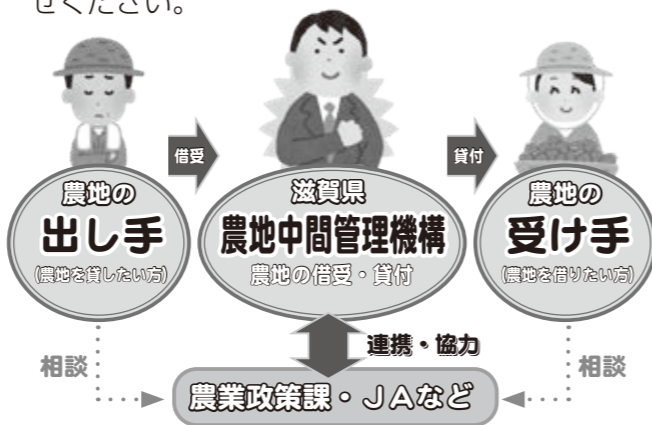 せください。
農地の
出し手
(農地を貸したい方)
借受
滋賀県
農地中間管理機構
農地の借受・貸付
貸付
農地の
受け手
(農地を借りたい方)
連携・協力
相談
相談
農業政策課・ＪＡなど